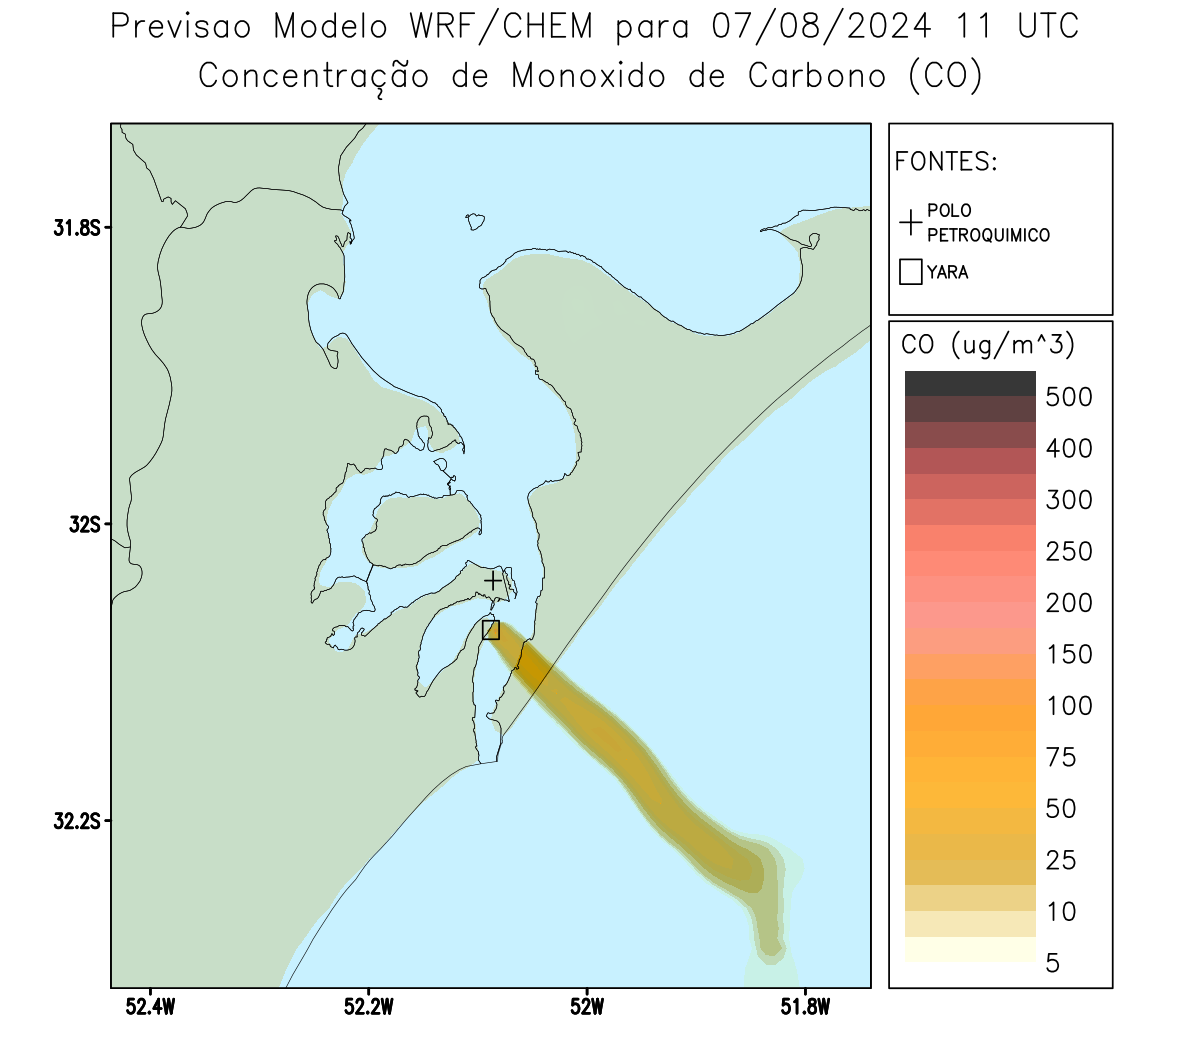 Previsao Modelo WRF/CHEM para 07/08/2024 11 UTC
Concentração de Monoxido de Carbono (CO)
FONTES:
POLO
PETROQUIMICO
YARA
CO (ug/m^3)
500
400
300
250
200
150
100
75
50
25
10
5
31.8S
32S
32.2S
52.4W
52.2W
52W
51.8W